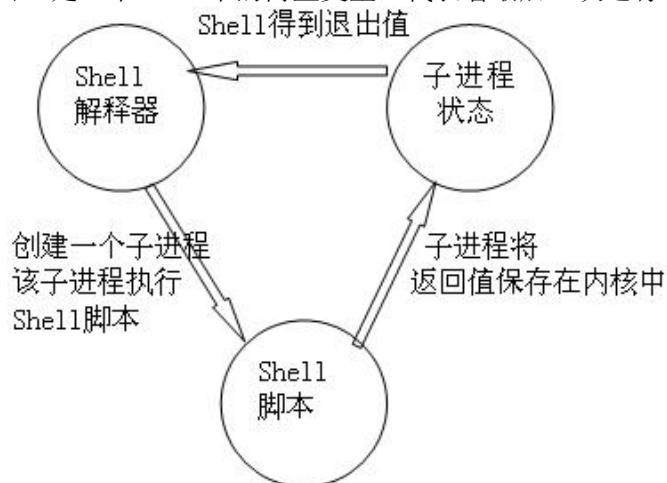 Shell得到退出值
Shell
解释器
子进程
状态
创建一个子进程
该子进程执行
Shell脚本
子进程将
返回值保存在内核中
Shell
脚本